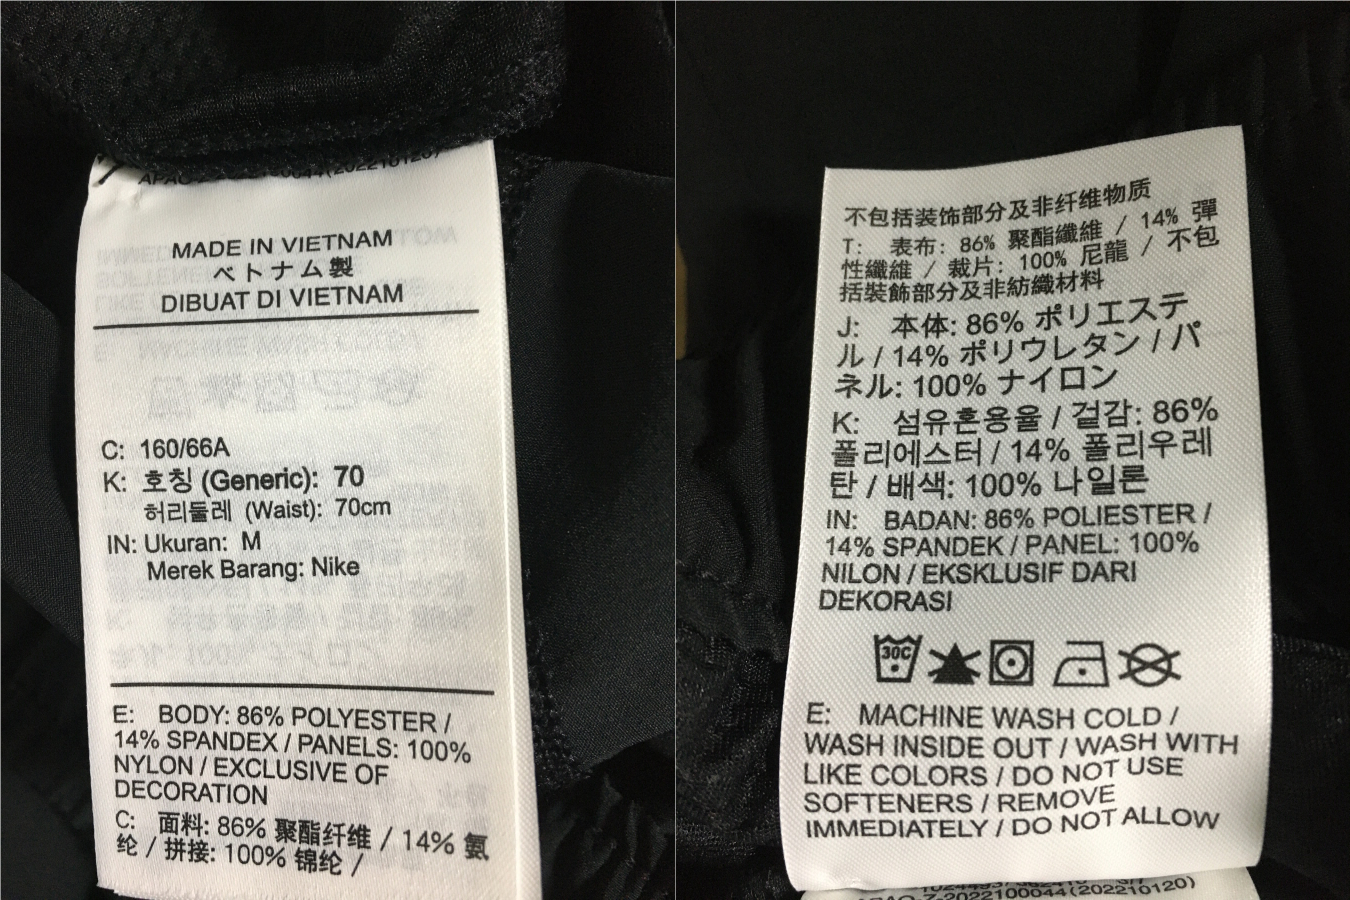 APAC-Z-2022100044(202210120)
MADE IN VIETNAM
ベトナム製
DIBUAT DI VIETNAM
C: 160/66A
K: 호칭 (Generic): 70
허리둘레 (Waist): 70cm
IN: Ukuran: M
Merek Barang: Nike
E: BODY: 86% POLYESTER /
14% SPANDEX / PANELS: 100%
NYLON / EXCLUSIVE OF
DECORATION
C: 面料: 86% 聚酯纤维 / 14% 氨
纶 / 拼接: 100% 锦纶 /
不包括装饰部分及非纤维物质
T: 表布: 86% 聚酯纖維 / 14% 彈
性纖維 / 裁片: 100% 尼龍 / 不包
括裝飾部分及非紡織材料
J: 本体: 86% ポリエステ
ル / 14% ポリウレタン / パ
ネル: 100% ナイロン
K: 섬유혼용율 / 겉감: 86%
폴리에스터 / 14% 폴리우레
탄 / 배색: 100% 나일론
IN: BADAN: 86% POLIESTER /
14% SPANDEK / PANEL: 100%
NILON / EKSKLUSIF DARI
DEKORASI
30C
E: MACHINE WASH COLD /
WASH INSIDE OUT / WASH WITH
LIKE COLORS / DO NOT USE
SOFTENERS / REMOVE
IMMEDIATELY / DO NOT ALLOW
APAC-Z-2022100044(202210120)